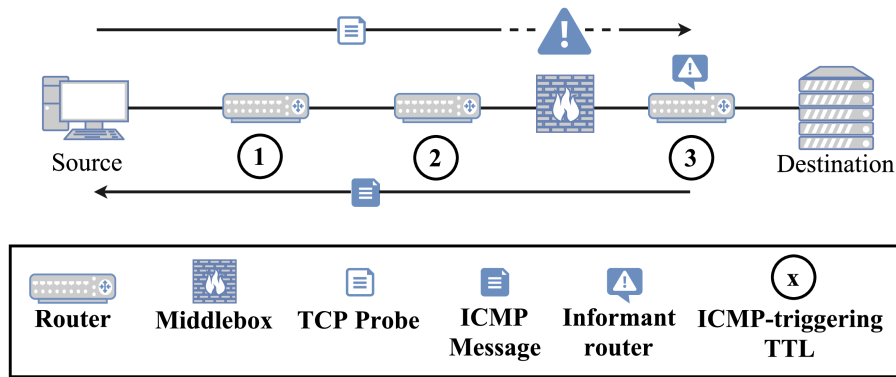 Source
1
2
3
Destination
x
Router
Middlebox
TCP Probe
ICMP
Message
Informant
router
ICMP-triggering
TTL